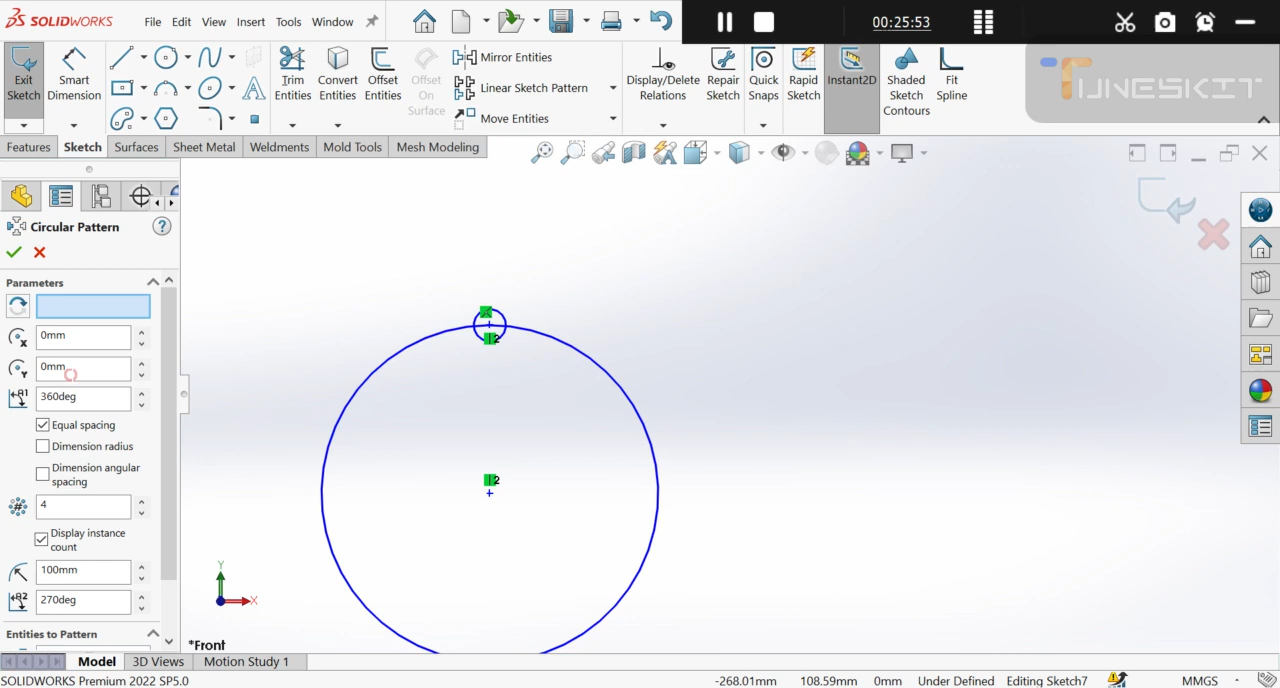 SOLIDWORKS File Edit View Insert Tools Window 00:25:53
Exit Sketch
Smart Dimension
Trim Entities
Convert Entities
Offset Entities
Offset On Surface
Mirror Entities
Linear Sketch Pattern
Move Entities
Display/Delete Relations
Repair Sketch
Quick Snaps
Rapid Sketch
Instant2D
Shaded Sketch Contours
Fit Spline
TUNESKIT
Features Sketch Surfaces Sheet Metal Weldments Mold Tools Mesh Modeling
Circular Pattern
Parameters
0mm
0mm
360deg
Equal spacing
Dimension radius
Dimension angular
spacing
4
Display instance
count
100mm
270deg
Entities to Pattern
2
2
Y
X
*Front
Model 3D Views Motion Study 1
SOLIDWORKS Premium 2022 SP5.0 -268.01mm 108.59mm 0mm Under Defined Editing Sketch7 MMGS